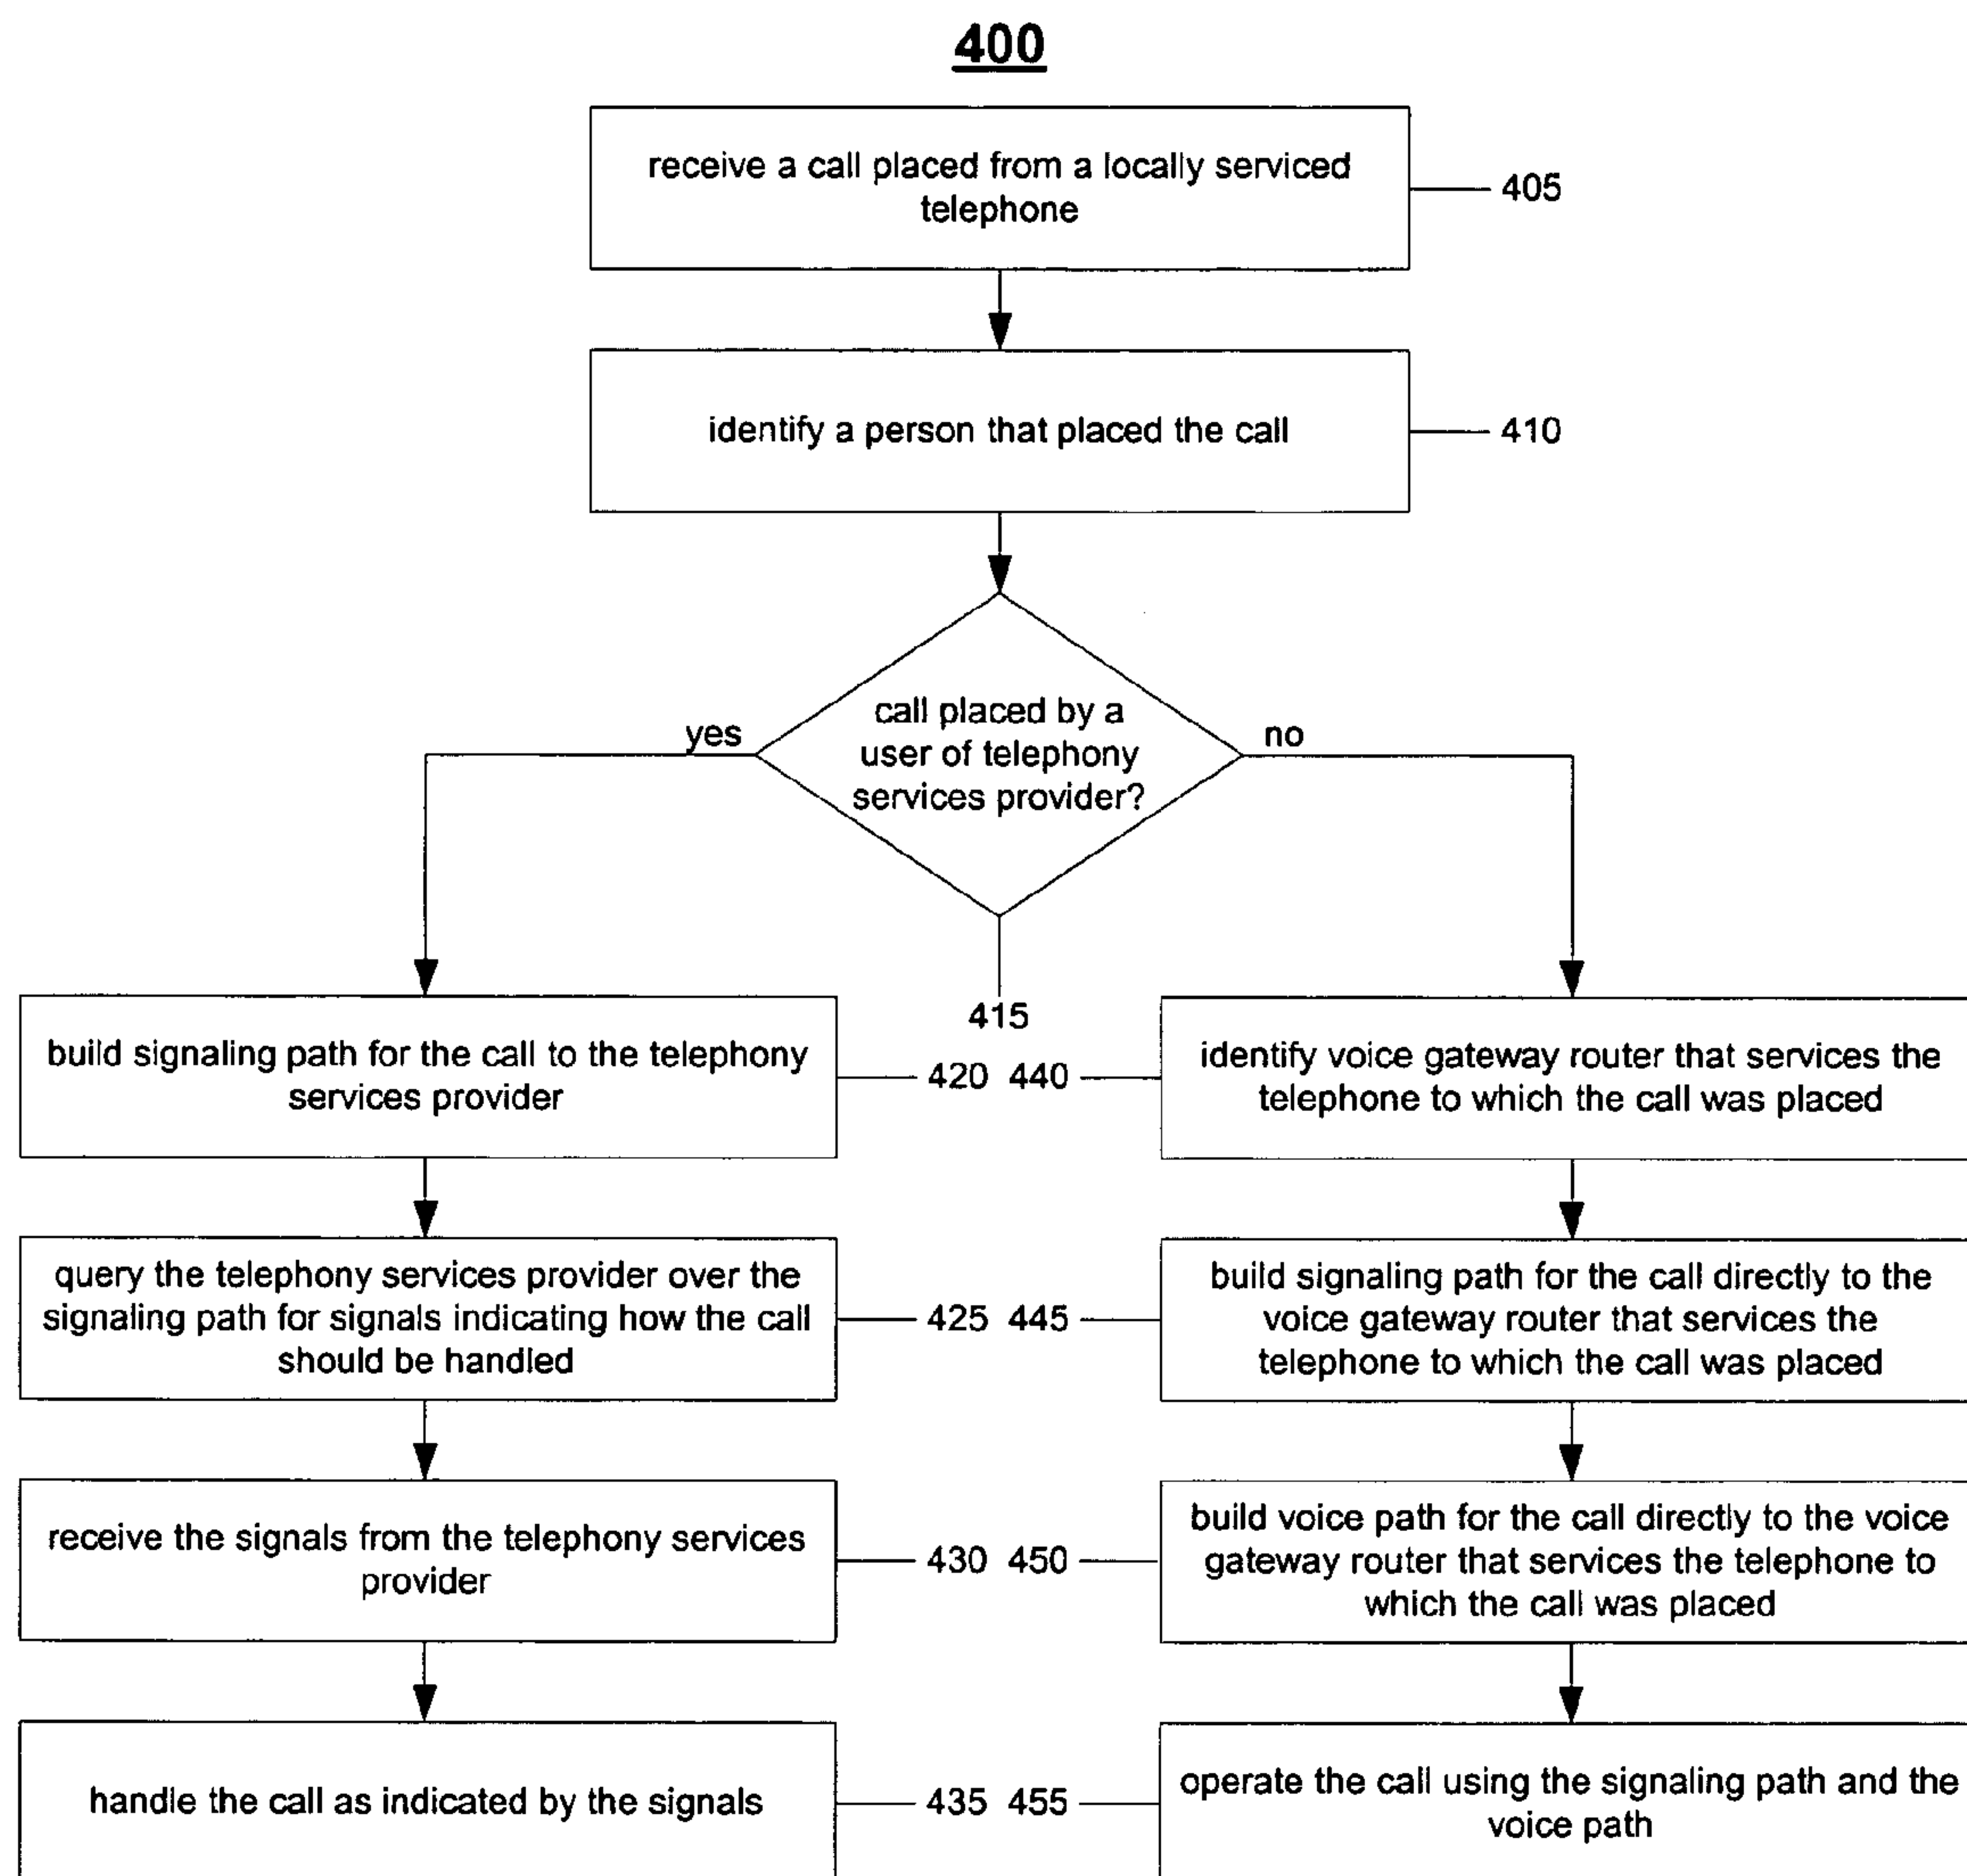 400
receive a call placed from a locally serviced
telephone
405
identify a person that placed the call
410
call placed by a
user of telephony
services provider?
yes
no
415
build signaling path for the call to the telephony
services provider
420
query the telephony services provider over the
signaling path for signals indicating how the call
should be handled
425
receive the signals from the telephony services
provider
430
handle the call as indicated by the signals
435
identify voice gateway router that services the
telephone to which the call was placed
440
build signaling path for the call directly to the
voice gateway router that services the
telephone to which the call was placed
445
build voice path for the call directly to the voice
gateway router that services the telephone to
which the call was placed
450
operate the call using the signaling path and the
voice path
455